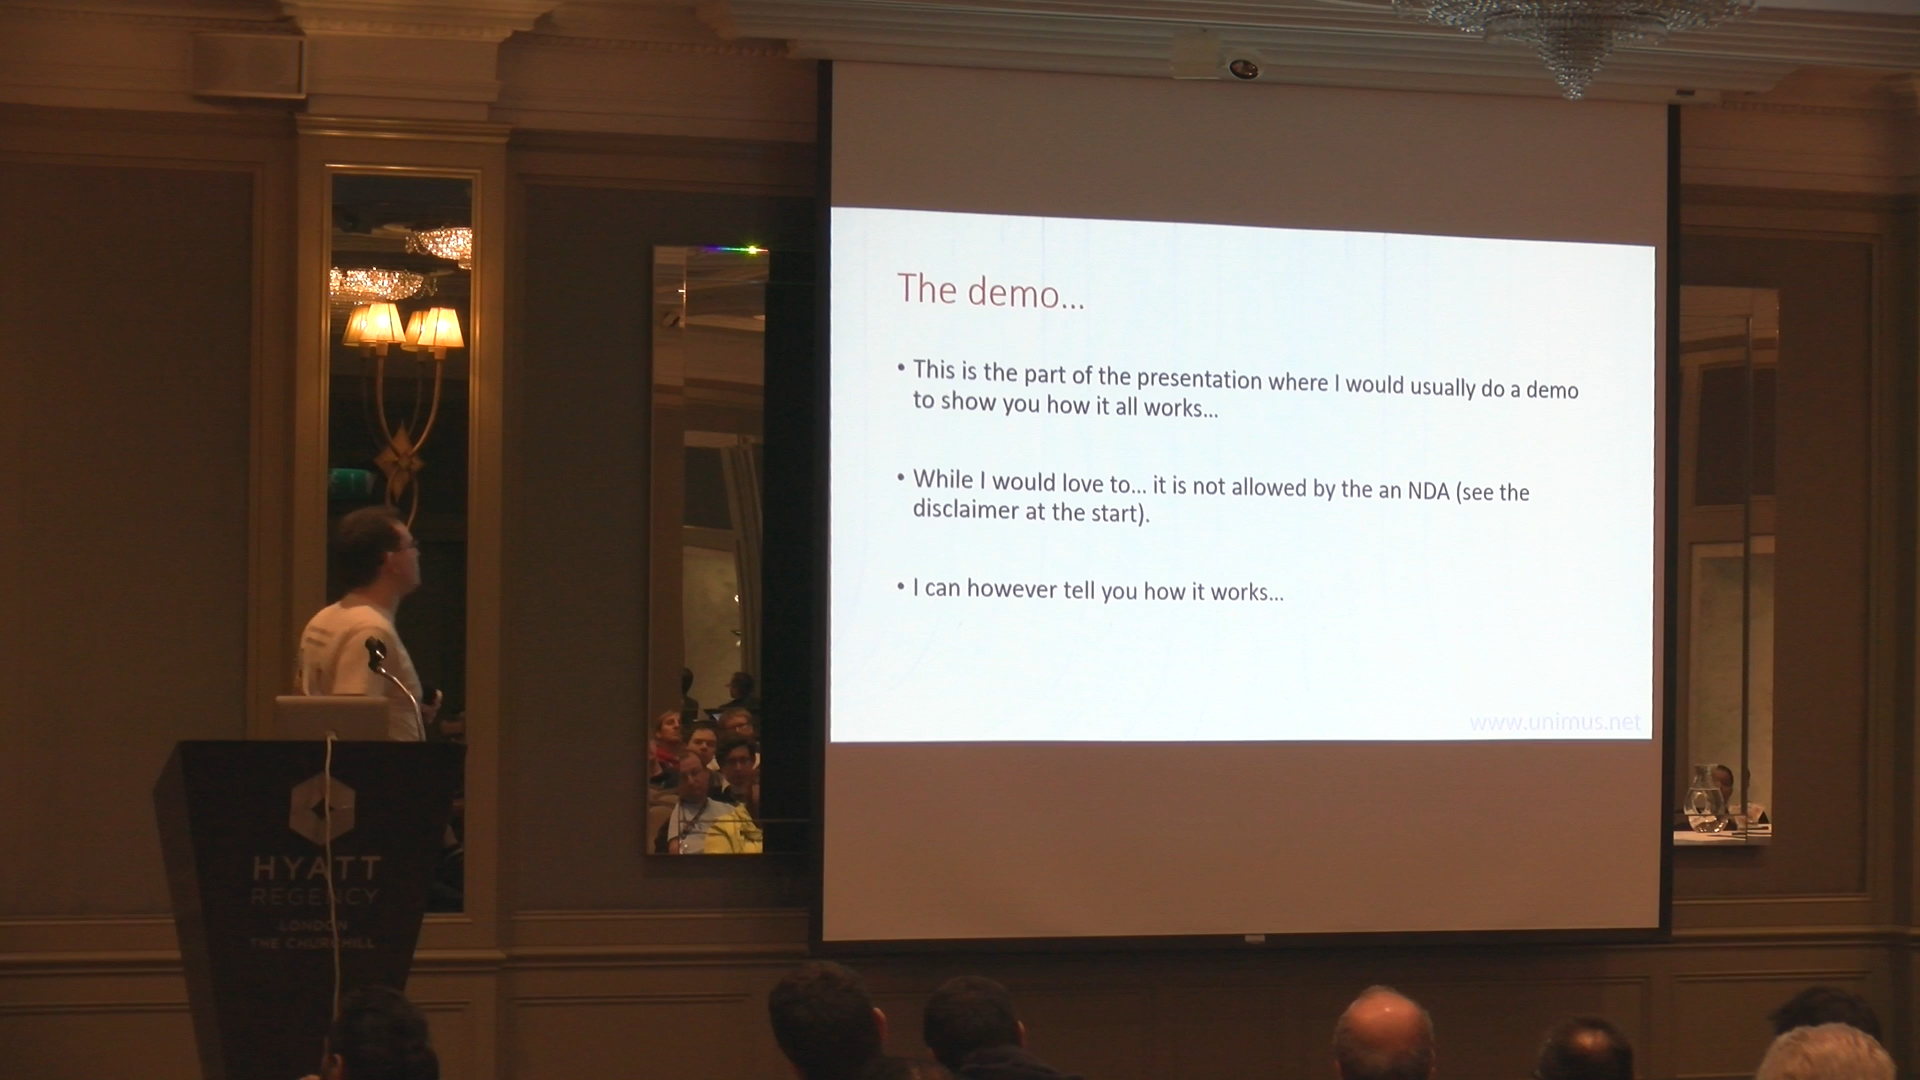 The demo...
• This is the part of the presentation where I would usually do a demo
to show you how it all works...
• While I would love to... it is not allowed by the an NDA (see the
disclaimer at the start).
• I can however tell you how it works...
www.unimus.net
HYATT
REGENCY
LONDON
THE CHURCHILL